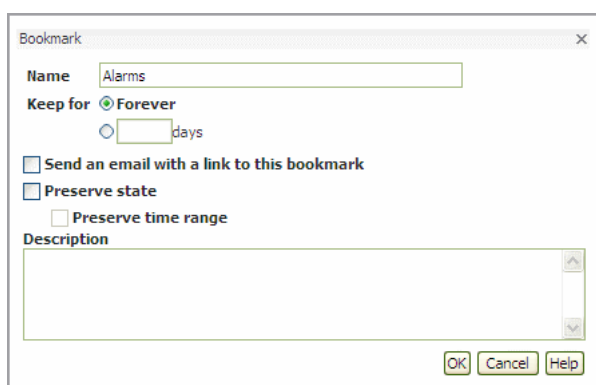 Bookmark
Name Alarms
Keep for Forever
days
Send an email with a link to this bookmark
Preserve state
Preserve time range
Description
OK Cancel Help